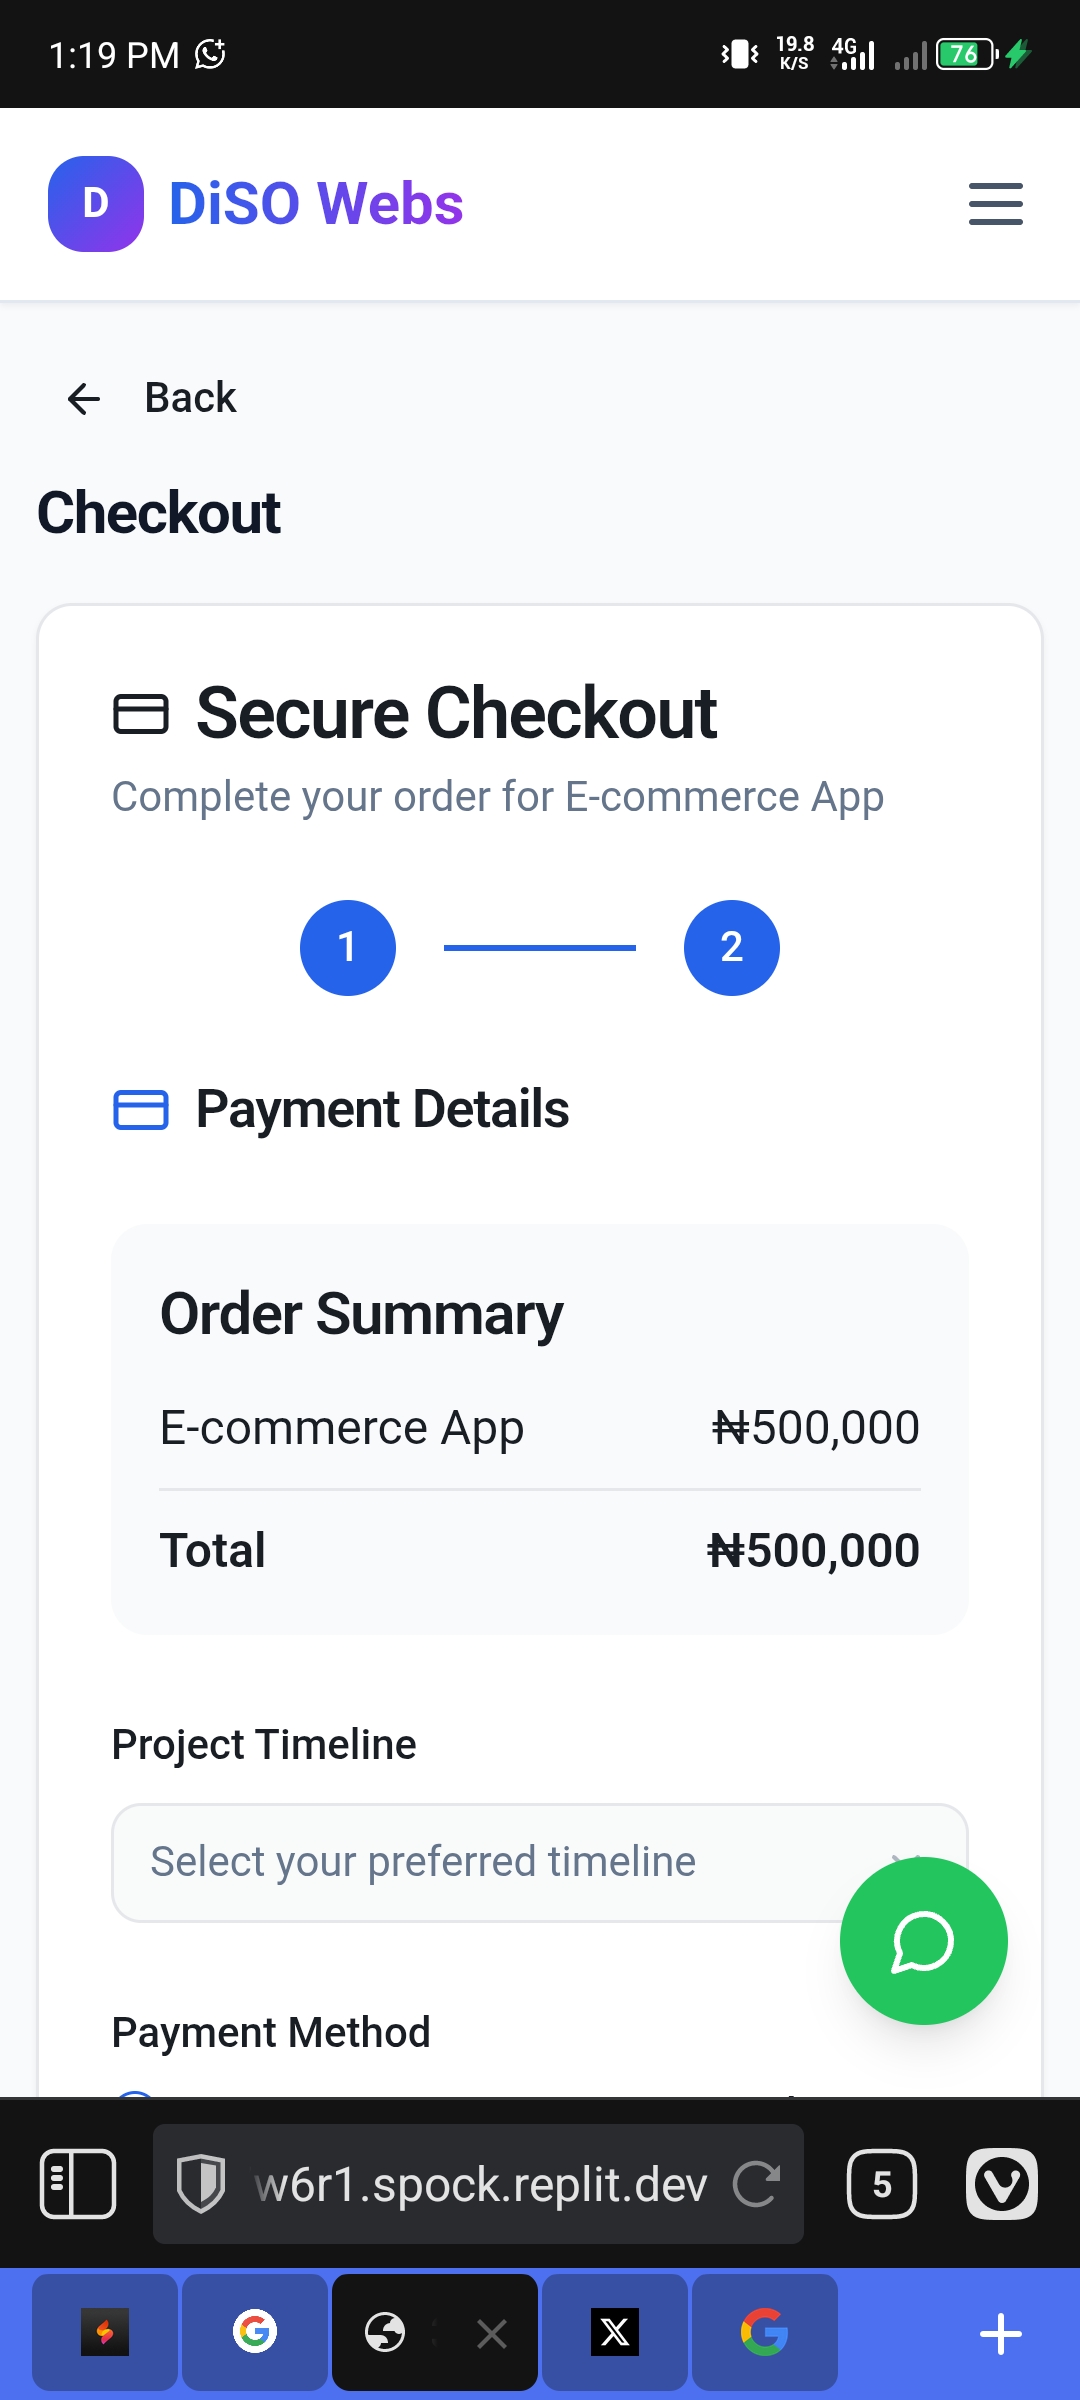 1:19 PM
19.8
K/S
4G
76
D
DiSO Webs
Back
Checkout
Secure Checkout
Complete your order for E-commerce App
1
2
Payment Details
Order Summary
E-commerce App
₦500,000
Total
₦500,000
Project Timeline
Select your preferred timeline
Payment Method
w6r1.spock.replit.dev
5